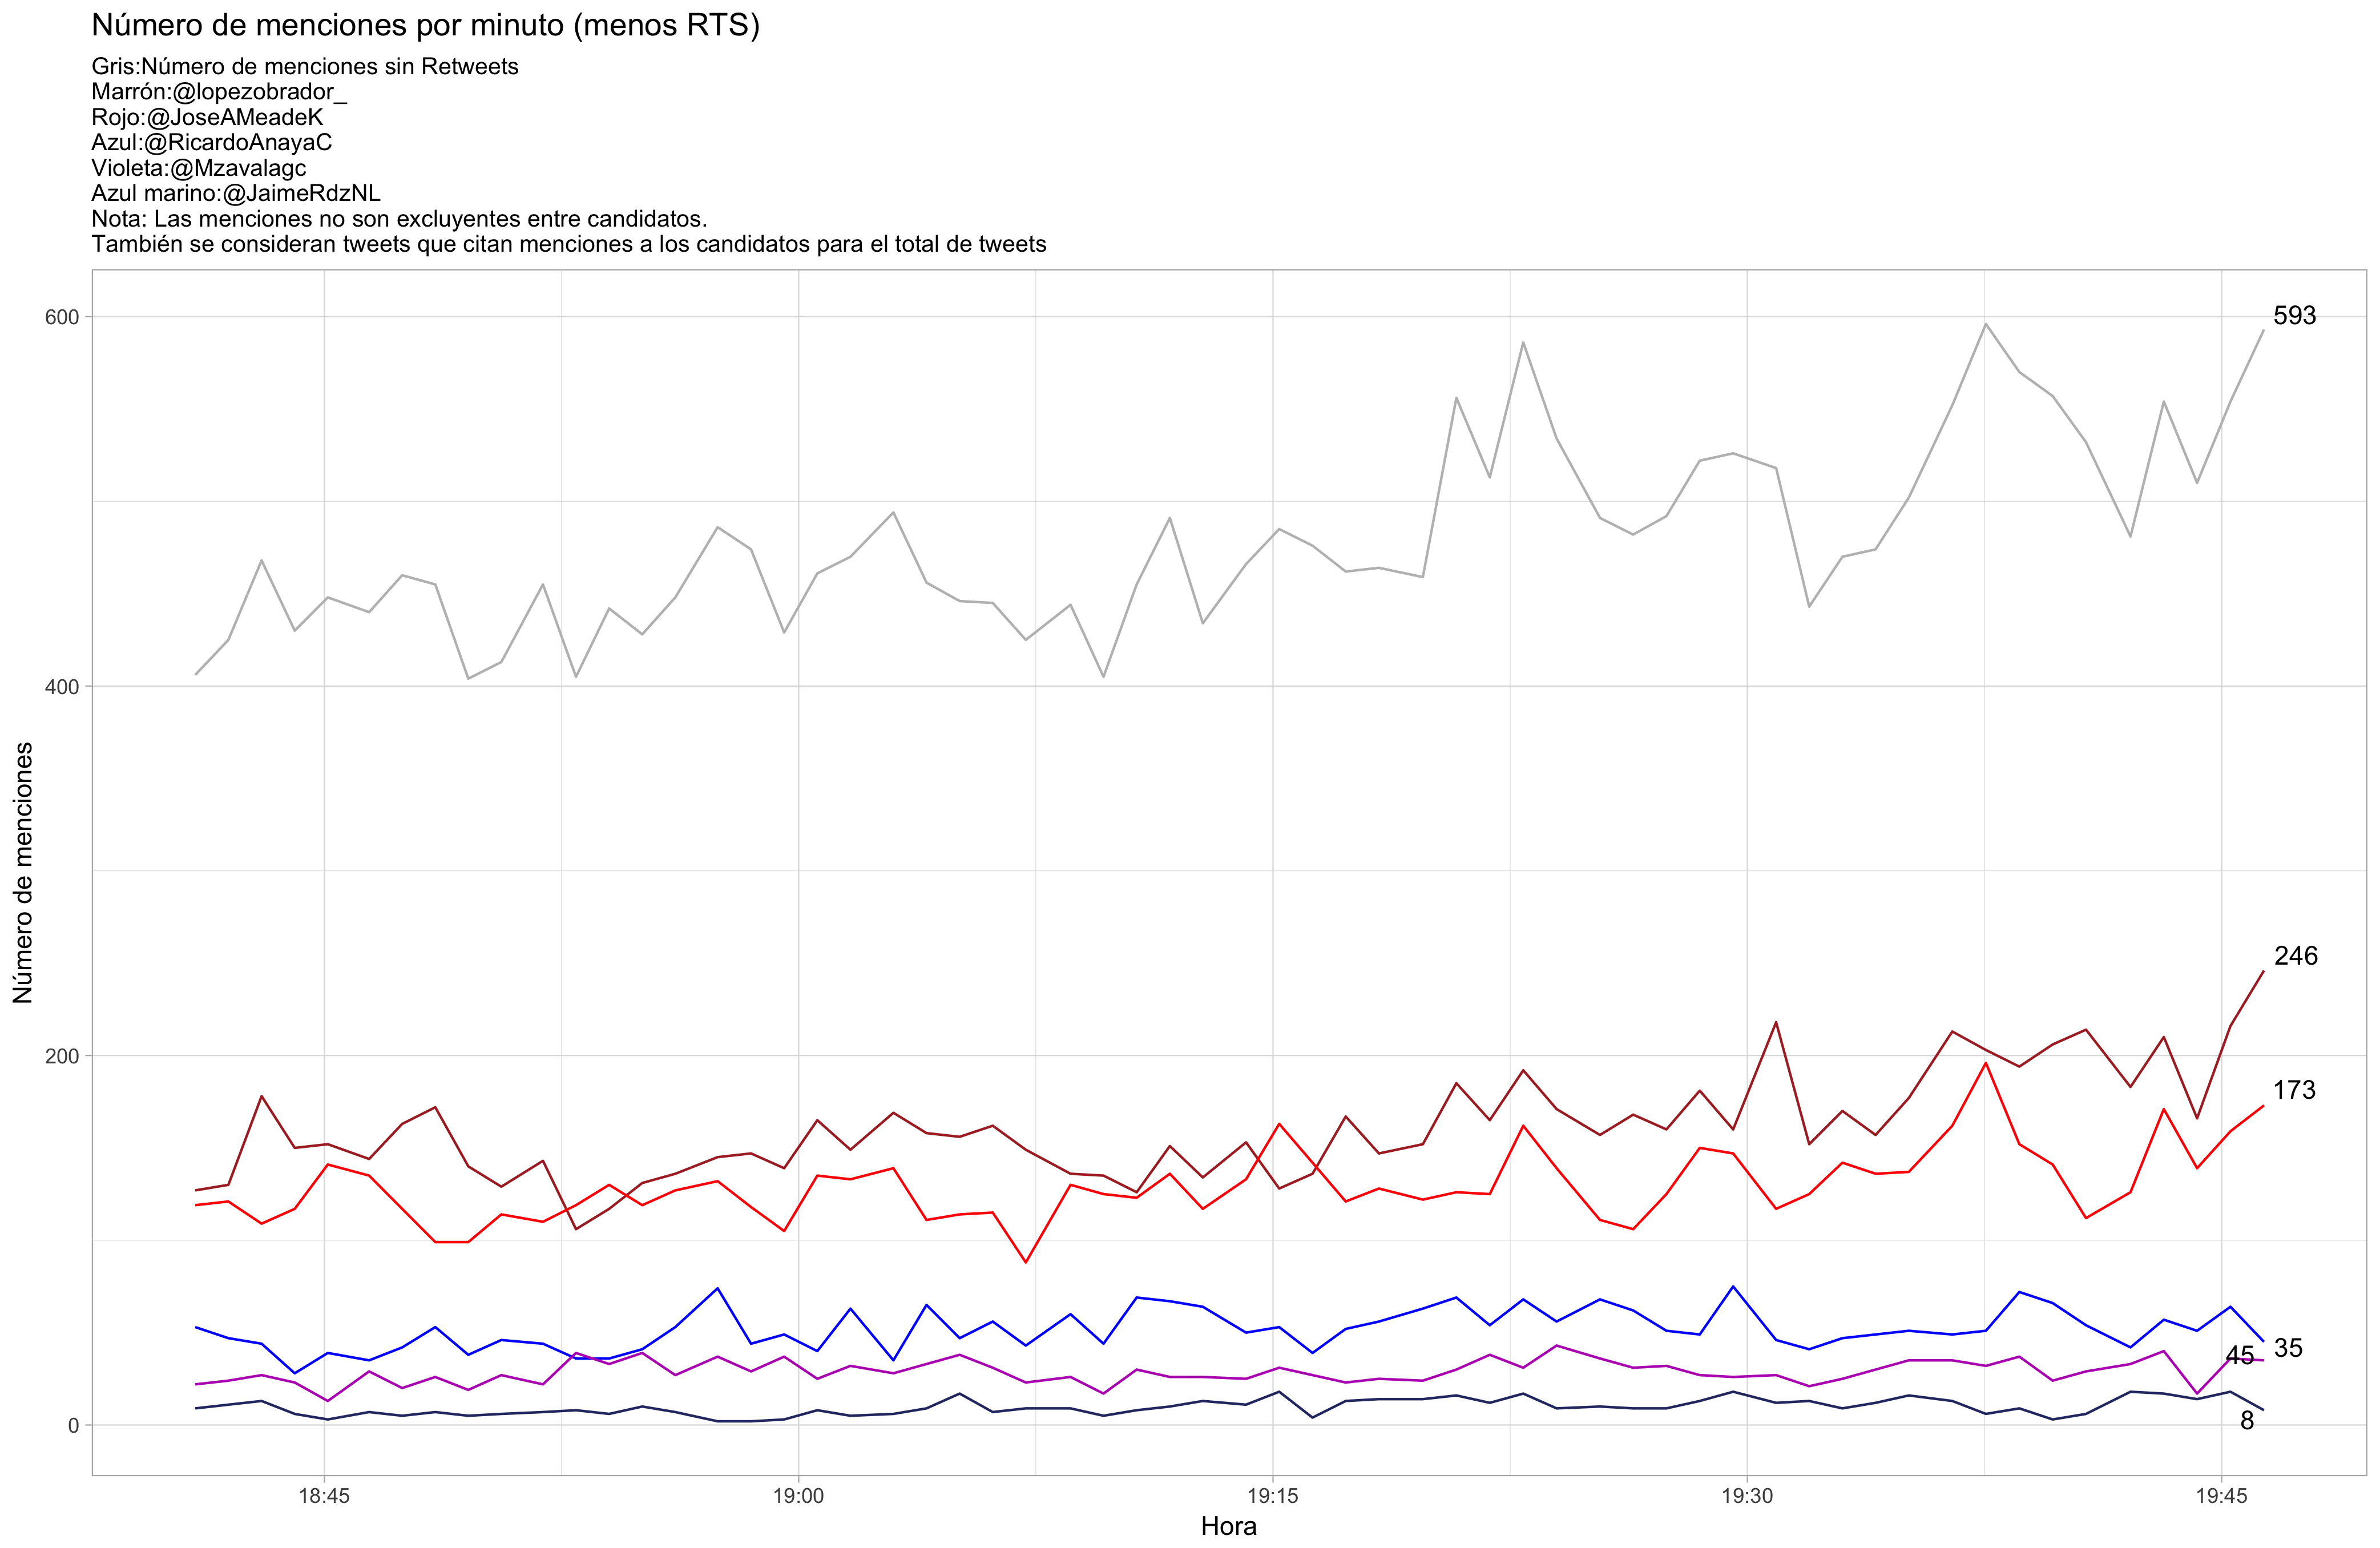 Número de menciones por minuto (menos RTS)
Gris:Número de menciones sin Retweets
Marrón:@lopezobrador_
Rojo:@JoseAMeadeK
Azul:@RicardoAnayaC
Violeta:@Mzavalagc
Azul marino:@JaimeRdzNL
Nota: Las menciones no son excluyentes entre candidatos.
También se consideran tweets que citan menciones a los candidatos para el total de tweets
600
593
400
Número de menciones
246
200
173
45
35
8
0
18:45
19:00
19:15
19:30
19:45
Hora